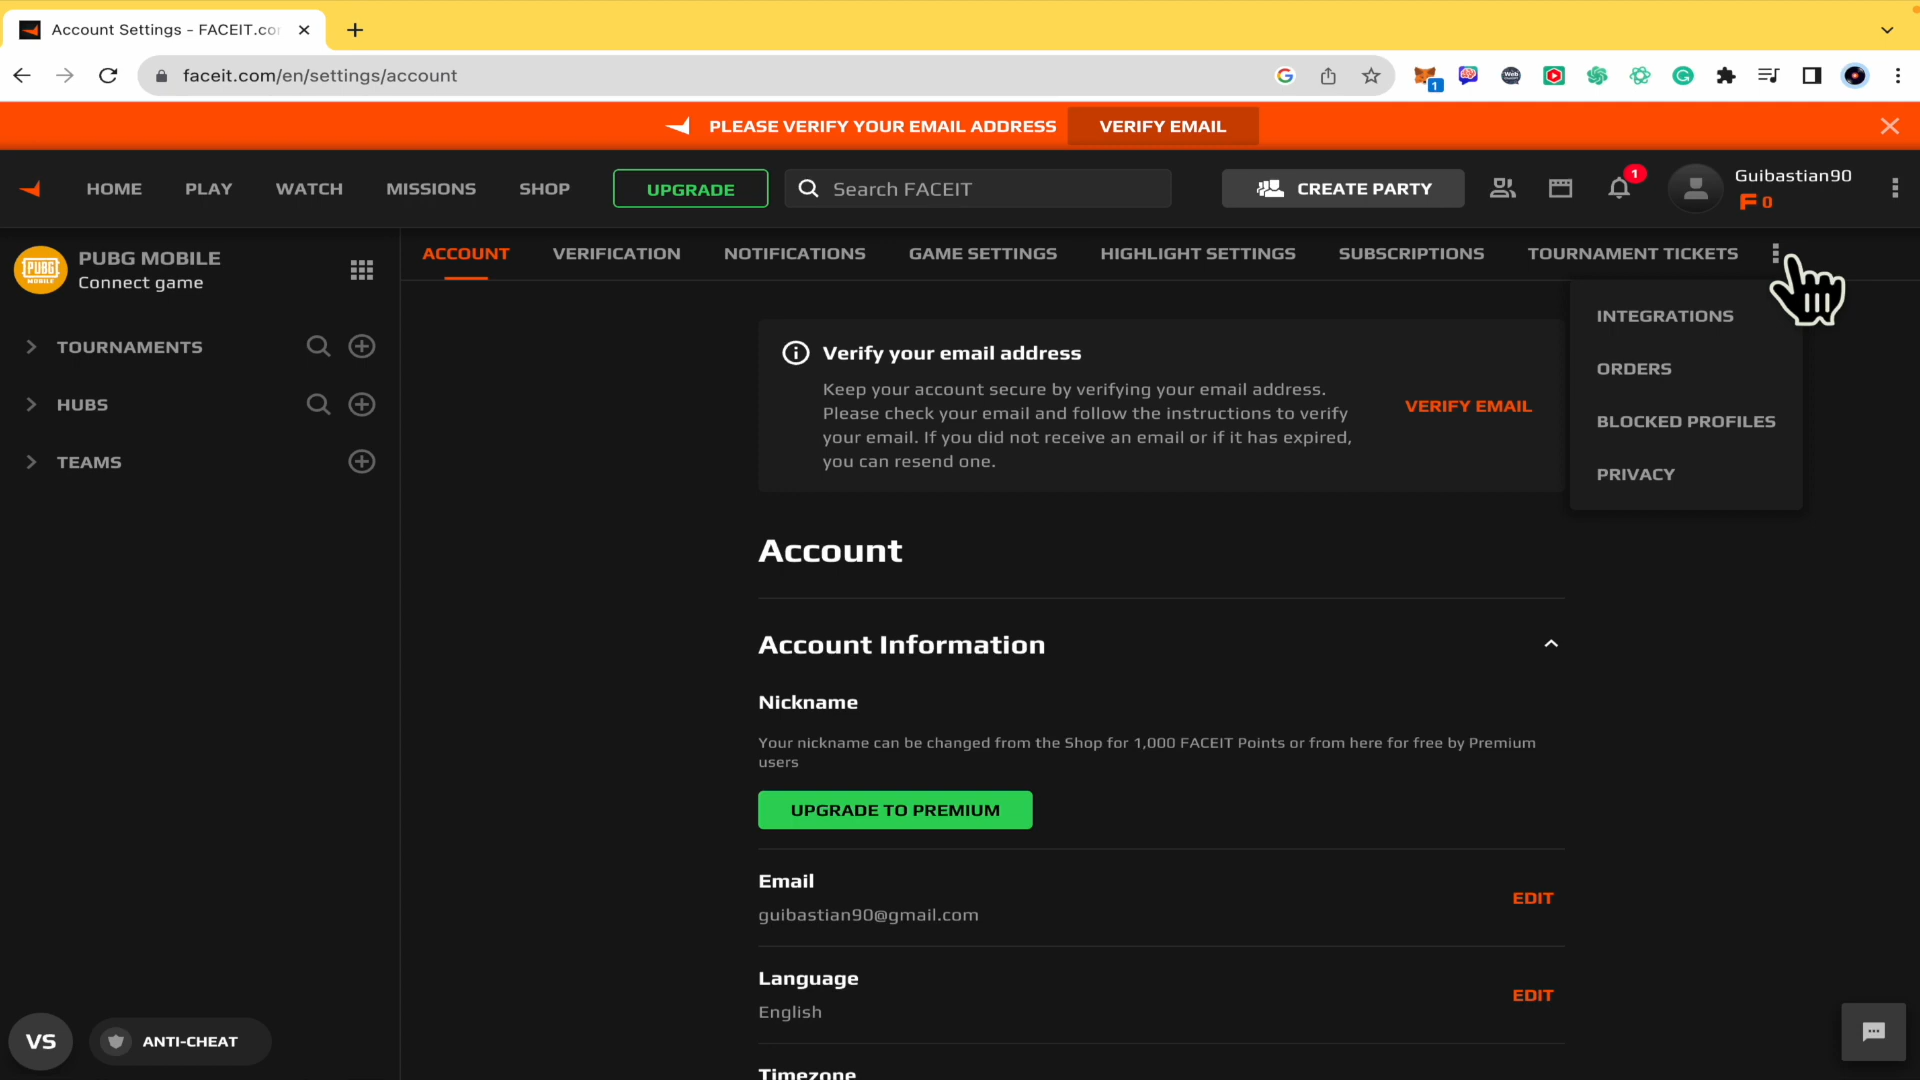 Account Settings - FACEIT.co
faceit.com/en/settings/account
1
PLEASE VERIFY YOUR EMAIL ADDRESS
VERIFY EMAIL
HOME
PLAY
WATCH
MISSIONS
SHOP
UPGRADE
Search FACEIT
CREATE PARTY
1
Guibastian90
0
PUBG MOBILE
PUBG MOBILE
Connect game
TOURNAMENTS
HUBS
TEAMS
ACCOUNT
VERIFICATION
NOTIFICATIONS
GAME SETTINGS
HIGHLIGHT SETTINGS
SUBSCRIPTIONS
TOURNAMENT TICKETS
INTEGRATIONS
ORDERS
BLOCKED PROFILES
PRIVACY
Verify your email address
Keep your account secure by verifying your email address.
Please check your email and follow the instructions to verify
your email. If you did not receive an email or if it has expired,
you can resend one.
VERIFY EMAIL
Account
Account Information
Nickname
Your nickname can be changed from the Shop for 1,000 FACEIT Points or from here for free by Premium
users
UPGRADE TO PREMIUM
Email
guibastian90@gmail.com
EDIT
Language
English
EDIT
Timezone
VS
ANTI-CHEAT